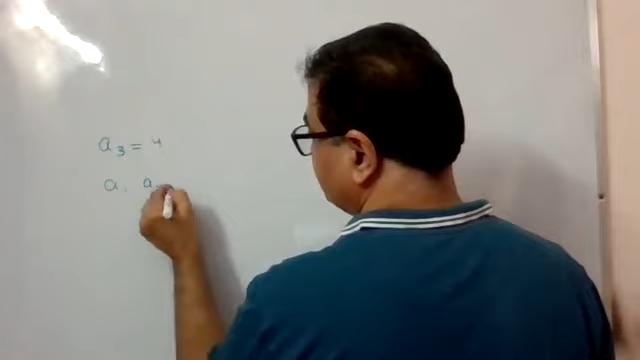 a₃ = 4
a, a